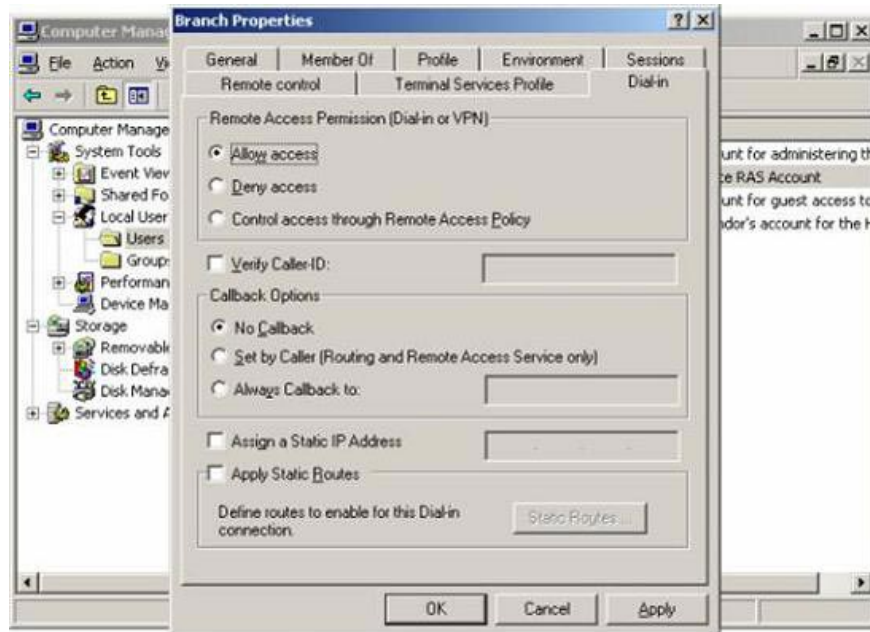 Computer Mana
Branch Properties
File Action Vi
General Member Of Profile Environment Sessions
Remote control Terminal Services Profile Dial-in
Computer Manage
System Tools
Event View
Shared Fo
Local User
Users
Group
Performan
Device Ma
Storage
Removable
Disk Defra
Disk Mana
Services and A
Remote Access Permission (Dial-in or VPN)
Allow access
Deny access
Control access through Remote Access Policy
Verify Caller-ID:
Callback Options
No Callback
Set by Caller (Routing and Remote Access Service only)
Always Callback to:
Assign a Static IP Address
Apply Static Routes
Define routes to enable for this Dial-in
connection.
Static Routes ...
OK Cancel Apply
unt for administering th
te RAS Account
unt for guest access to
ndor's account for the H